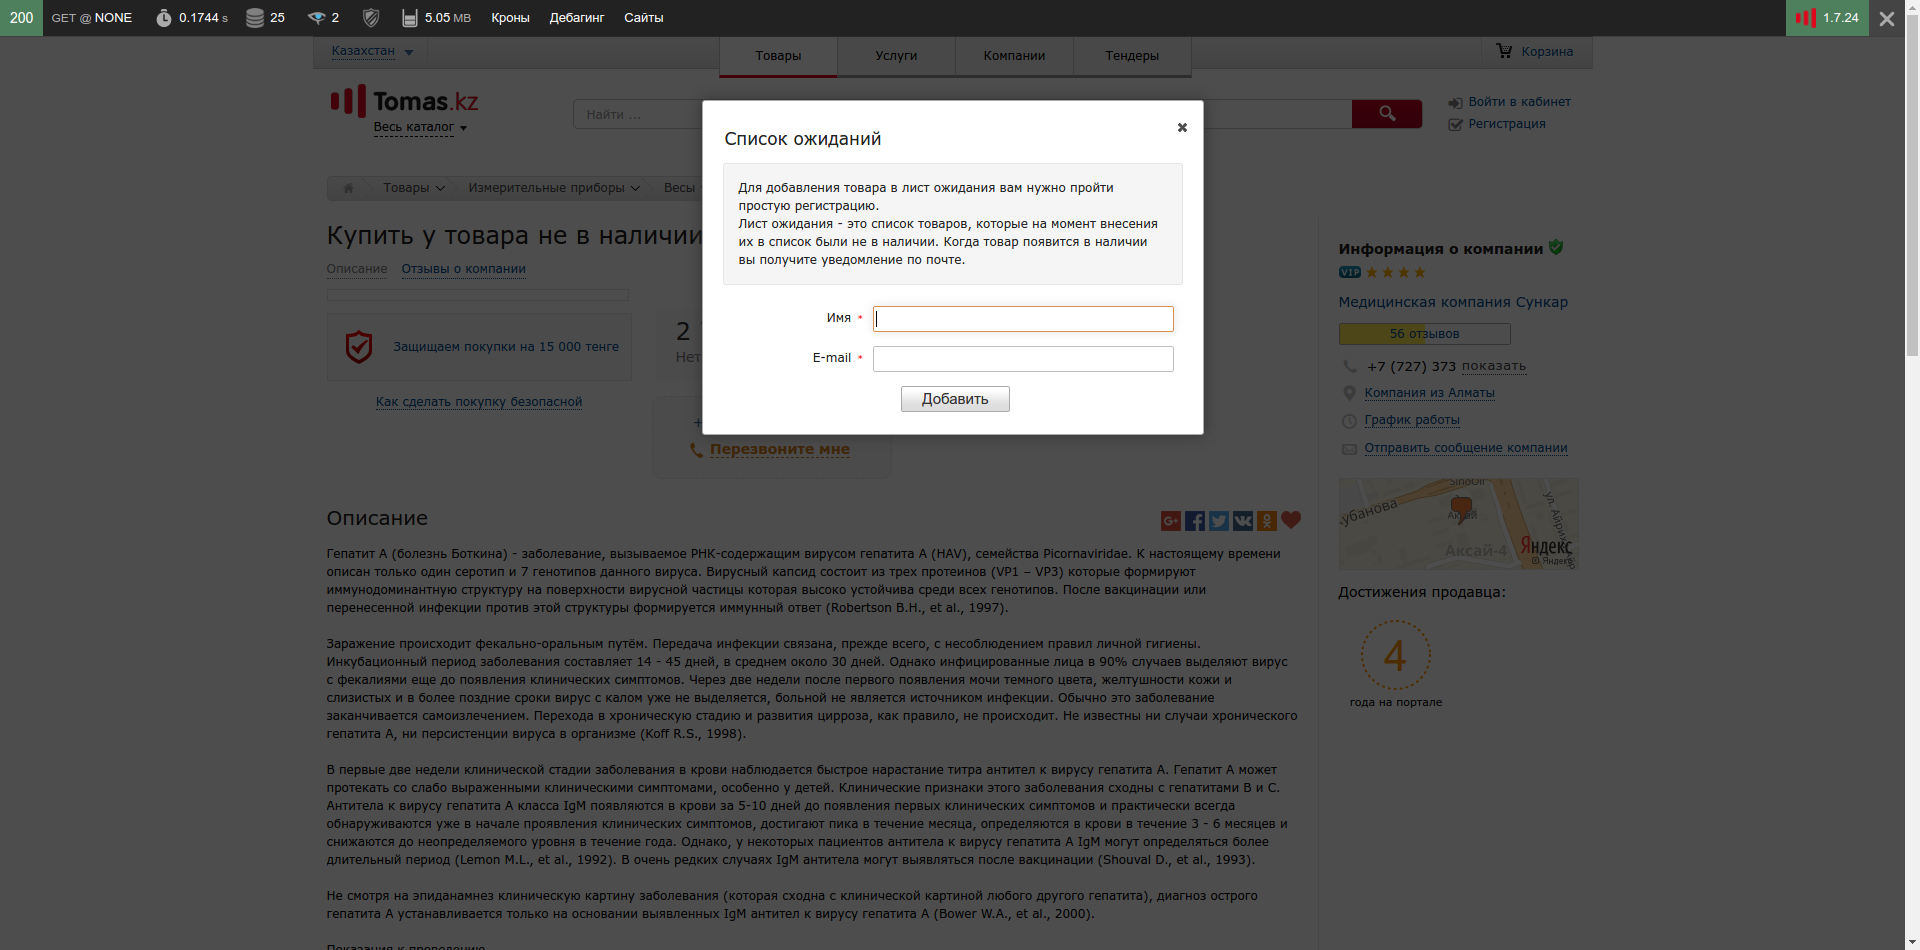 200 GET @ NONE 0.1744 s 25 2 5.05 MB Кроны Дебагинг Сайты 1.7.24
Казахстан Товары Услуги Компании Тендеры Корзина
Tomas.kz
Весь каталог
Найти ...
Войти в кабинет
Регистрация
Товары Измерительные приборы Весы
Купить у товара не в наличии
Описание Отзывы о компании
Защищаем покупки на 15 000 тенге
Как сделать покупку безопасной
2
Нет
+
Перезвоните мне
Список ожиданий
Для добавления товара в лист ожидания вам нужно пройти
простую регистрацию.
Лист ожидания - это список товаров, которые на момент внесения
их в список были не в наличии. Когда товар появится в наличии
вы получите уведомление по почте.
Имя *
E-mail *
Добавить
Информация о компании
VIP
Медицинская компания Сункар
56 отзывов
+7 (727) 373 показать
Компания из Алматы
График работы
Отправить сообщение компании
SinoOil
кубанова
Аксай
ул. Айрих
Аксай-4
Яндекс
© Яндекс
Достижения продавца:
4
года на портале
Описание
Гепатит А (болезнь Боткина) - заболевание, вызываемое РНК-содержащим вирусом гепатита А (HAV), семейства Picornaviridae. К настоящему времени
описан только один серотип и 7 генотипов данного вируса. Вирусный капсид состоит из трех протеинов (VP1 – VP3) которые формируют
иммунодоминантную структуру на поверхности вирусной частицы которая высоко устойчива среди всех генотипов. После вакцинации или
перенесенной инфекции против этой структуры формируется иммунный ответ (Robertson B.H., et al., 1997).
Заражение происходит фекально-оральным путём. Передача инфекции связана, прежде всего, с несоблюдением правил личной гигиены.
Инкубационный период заболевания составляет 14 - 45 дней, в среднем около 30 дней. Однако инфицированные лица в 90% случаев выделяют вирус
с фекалиями еще до появления клинических симптомов. Через две недели после первого появления мочи темного цвета, желтушности кожи и
слизистых и в более поздние сроки вирус с калом уже не выделяется, больной не является источником инфекции. Обычно это заболевание
заканчивается самоизлечением. Перехода в хроническую стадию и развития цирроза, как правило, не происходит. Не известны ни случаи хронического
гепатита А, ни персистенции вируса в организме (Koff R.S., 1998).
В первые две недели клинической стадии заболевания в крови наблюдается быстрое нарастание титра антител к вирусу гепатита А. Гепатит А может
протекать со слабо выраженными клиническими симптомами, особенно у детей. Клинические признаки этого заболевания сходны с гепатитами В и С.
Антитела к вирусу гепатита А класса IgM появляются в крови за 5-10 дней до появления первых клинических симптомов и практически всегда
обнаруживаются уже в начале проявления клинических симптомов, достигают пика в течение месяца, определяются в крови в течение 3 - 6 месяцев и
снижаются до неопределяемого уровня в течение года. Однако, у некоторых пациентов антитела к вирусу гепатита А IgM могут определяться более
длительный период (Lemon M.L., et al., 1992). В очень редких случаях IgM антитела могут выявляться после вакцинации (Shouval D., et al., 1993).
Не смотря на эпиданамнез клиническую картину заболевания (которая сходна с клинической картиной любого другого гепатита), диагноз острого
гепатита А устанавливается только на основании выявленных IgM антител к вирусу гепатита А (Bower W.A., et al., 2000).
Показания к проведению